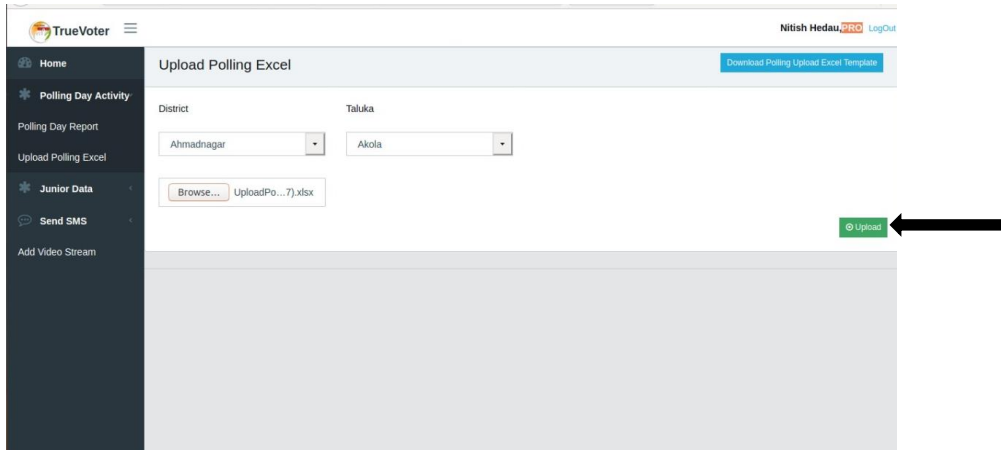 TrueVoter
Nitish Hedau,PRO LogOut
Home
Polling Day Activity
Polling Day Report
Upload Polling Excel
Junior Data
Send SMS
Add Video Stream
Upload Polling Excel
Download Polling Upload Excel Template
District
Taluka
Ahmadnagar
Akola
Browse... UploadPo...7).xlsx
Upload